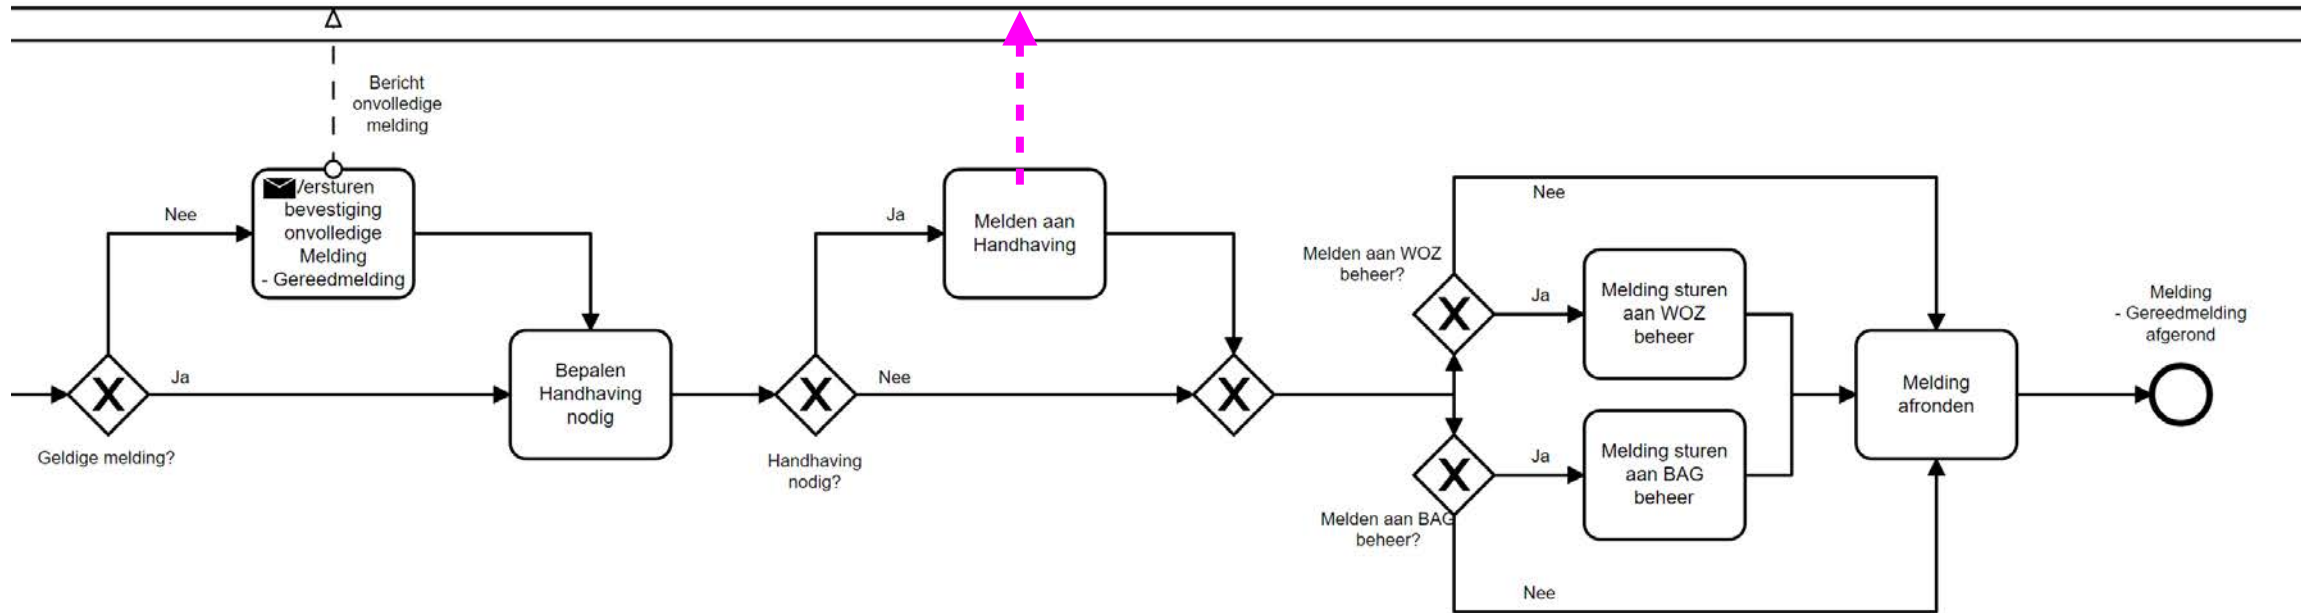 Bericht
onvolledige
melding
/ersturen
bevestiging
onvolledige
Melding
- Gereedmelding
Nee
Ja
Geldige melding?
Bepalen
Handhaving
nodig
Ja
Melden aan
Handhaving
Nee
Handhaving
nodig?
Nee
Melden aan WOZ
beheer?
Ja
Melding sturen
aan WOZ
beheer
Melden aan BAG
beheer?
Ja
Melding sturen
aan BAG
beheer
Nee
Melding
afronden
Melding
- Gereedmelding
afgerond